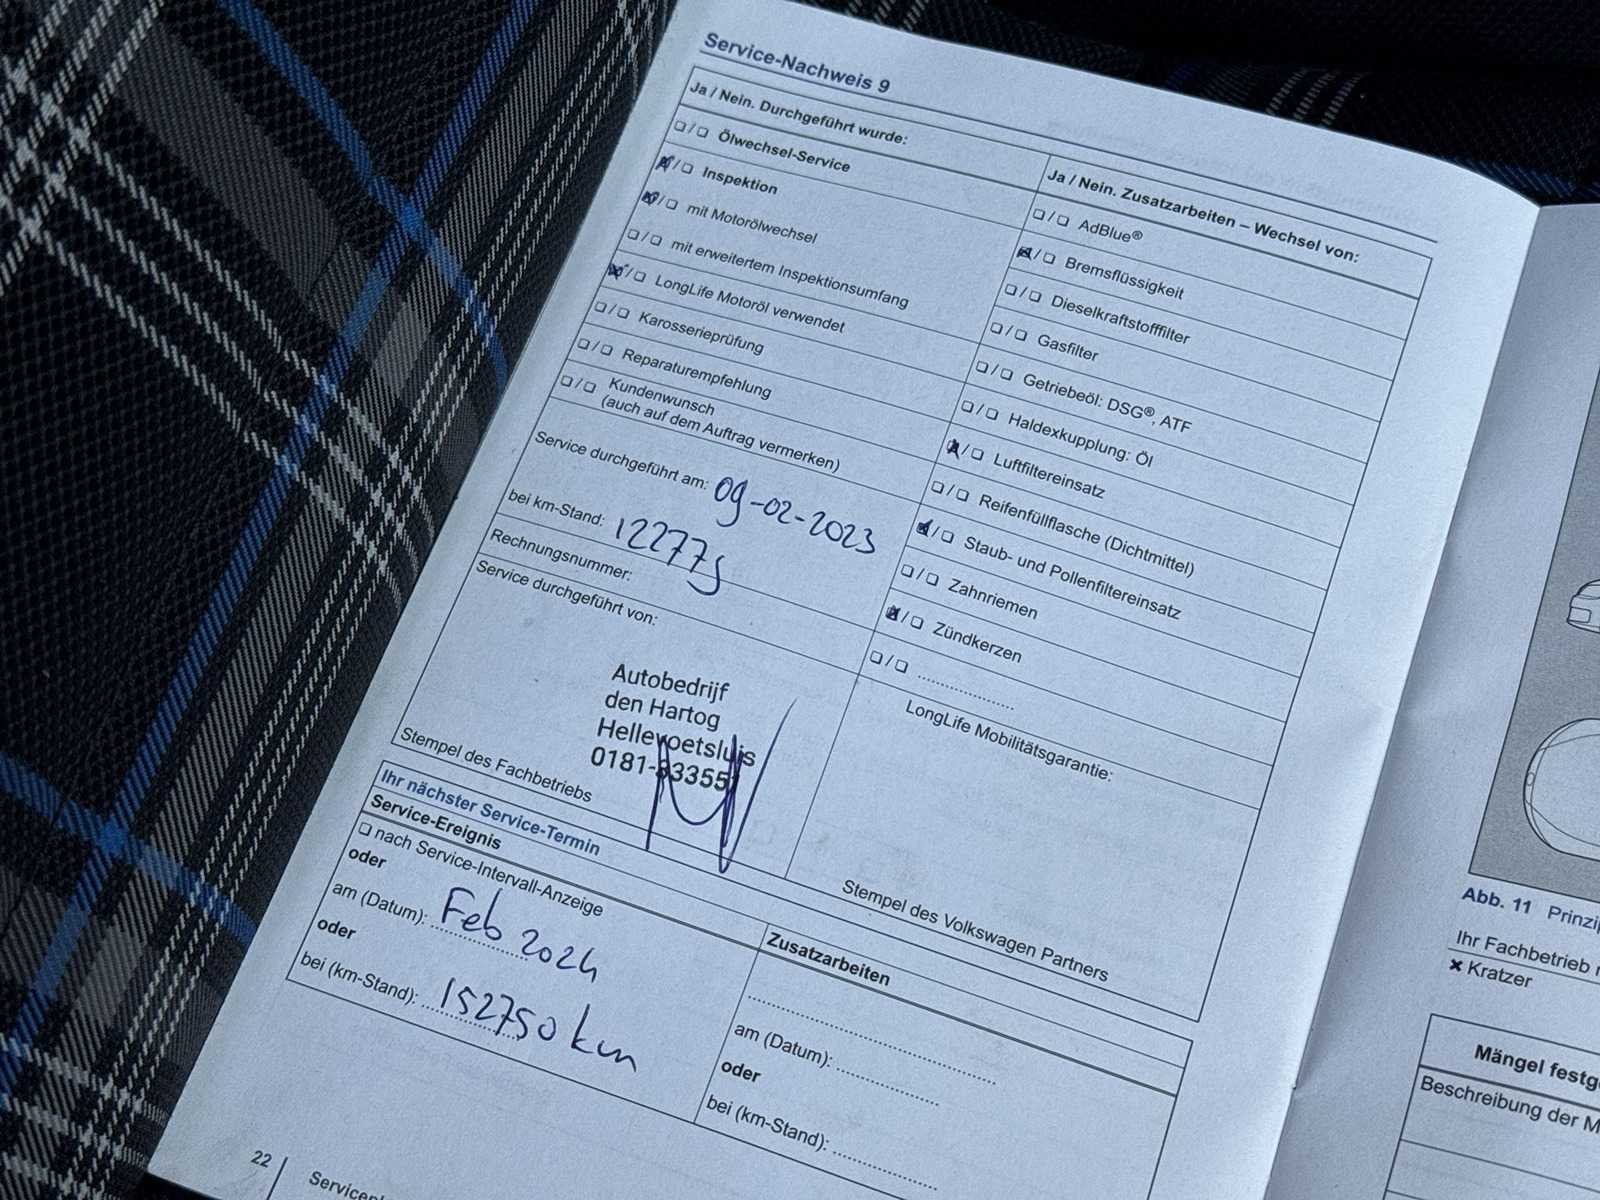 Service-Nachweis 9
Ja / Nein. Durchgeführt wurde:
Ölwechsel-Service
Inspektion
mit Motorölwechsel
mit erweitertem Inspektionsumfang
LongLife Motoröl verwendet
Karosserieprüfung
Reparaturempfehlung
Kundenwunsch
(auch auf dem Auftrag vermerken)
Service durchgeführt am: 09-02-2023
bei km-Stand:
Rechnungsnummer:
Service durchgeführt von:
Autobedrijf
den Hartog
Hellevoetsluis
Stempel des Fachbetriebs
Ja / Nein. Zusatzarbeiten – Wechsel von:
AdBlue®
Bremsflüssigkeit
Dieselkraftstofffilter
Gasfilter
Getriebeöl: DSG®, ATF
Haldexkupplung: Öl
Luftfiltereinsatz
Reifenfüllflasche (Dichtmittel)
Staub- und Pollenfiltereinsatz
Zahnriemen
Zündkerzen
LongLife Mobilitätsgarantie:
Stempel des Volkswagen Partners
Ihr nächster Service-Termin
Service-Ereignis
nach Service-Intervall-Anzeige
oder
am (Datum): Feb 2024
oder
bei (km-Stand): 152750 km
Zusatzarbeiten
am (Datum):
oder
bei (km-Stand):
22
Abb. 11
Ihr Fachbetrieb
Kratzer
Mängel
Beschreibung der